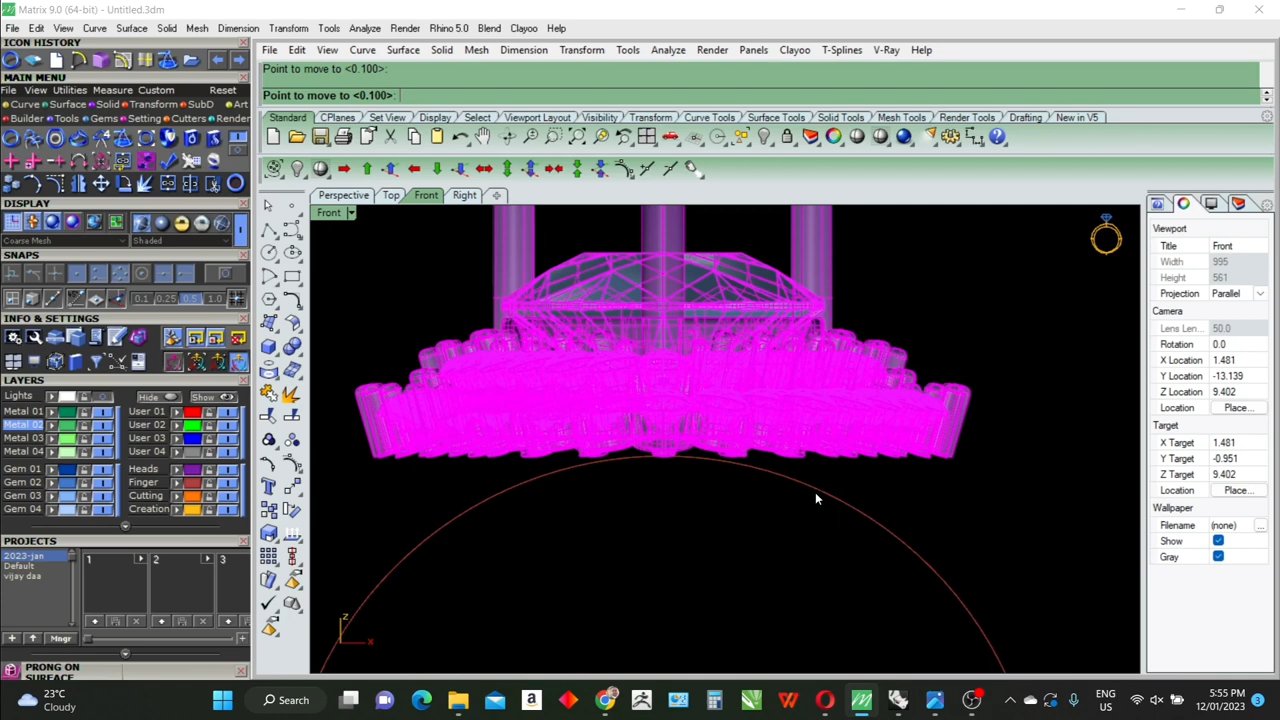 Matrix 9.0 (64-bit) - Untitled.3dm
File Edit View Curve Surface Solid Mesh Dimension Transform Tools Analyze Render Rhino 5.0 Blend Clayoo Help
ICON HISTORY
MAIN MENU
File View Utilities Measure Custom Reset
Curve Surface Solid Transform SubD Art
Builder Tools Gems Setting Cutters Render
DISPLAY
Coarse Mesh Shaded
SNAPS
0.1 0.25 0.5 1.0
INFO & SETTINGS
LAYERS
Lights Hide Show
Metal 01 User 01
Metal 02 User 02
Metal 03 User 03
Metal 04 User 04
Gem 01 Heads
Gem 02 Finger
Gem 03 Cutting
Gem 04 Creation
PROJECTS
2023-jan
Default
vijay daa
1 2 3
Mngr
PRONG ON
SURFACE
File Edit View Curve Surface Solid Mesh Dimension Transform Tools Analyze Render Panels Clayoo T-Splines V-Ray Help
Point to move to <0.100>:
Point to move to <0.100>:
Standard CPlanes Set View Display Select Viewport Layout Visibility Transform Curve Tools Surface Tools Solid Tools Mesh Tools Render Tools Drafting New in V5
Perspective Top Front Right
Front
z
x
Viewport
Title Front
Width 995
Height 561
Projection Parallel
Camera
Lens Len... 50.0
Rotation 0.0
X Location 1.481
Y Location -13.139
Z Location 9.402
Location Place...
Target
X Target 1.481
Y Target -0.951
Z Target 9.402
Location Place...
Wallpaper
Filename (none) ...
Show
Gray
23°C
Cloudy
Search
ENG
US
5:55 PM
12/01/2023
3